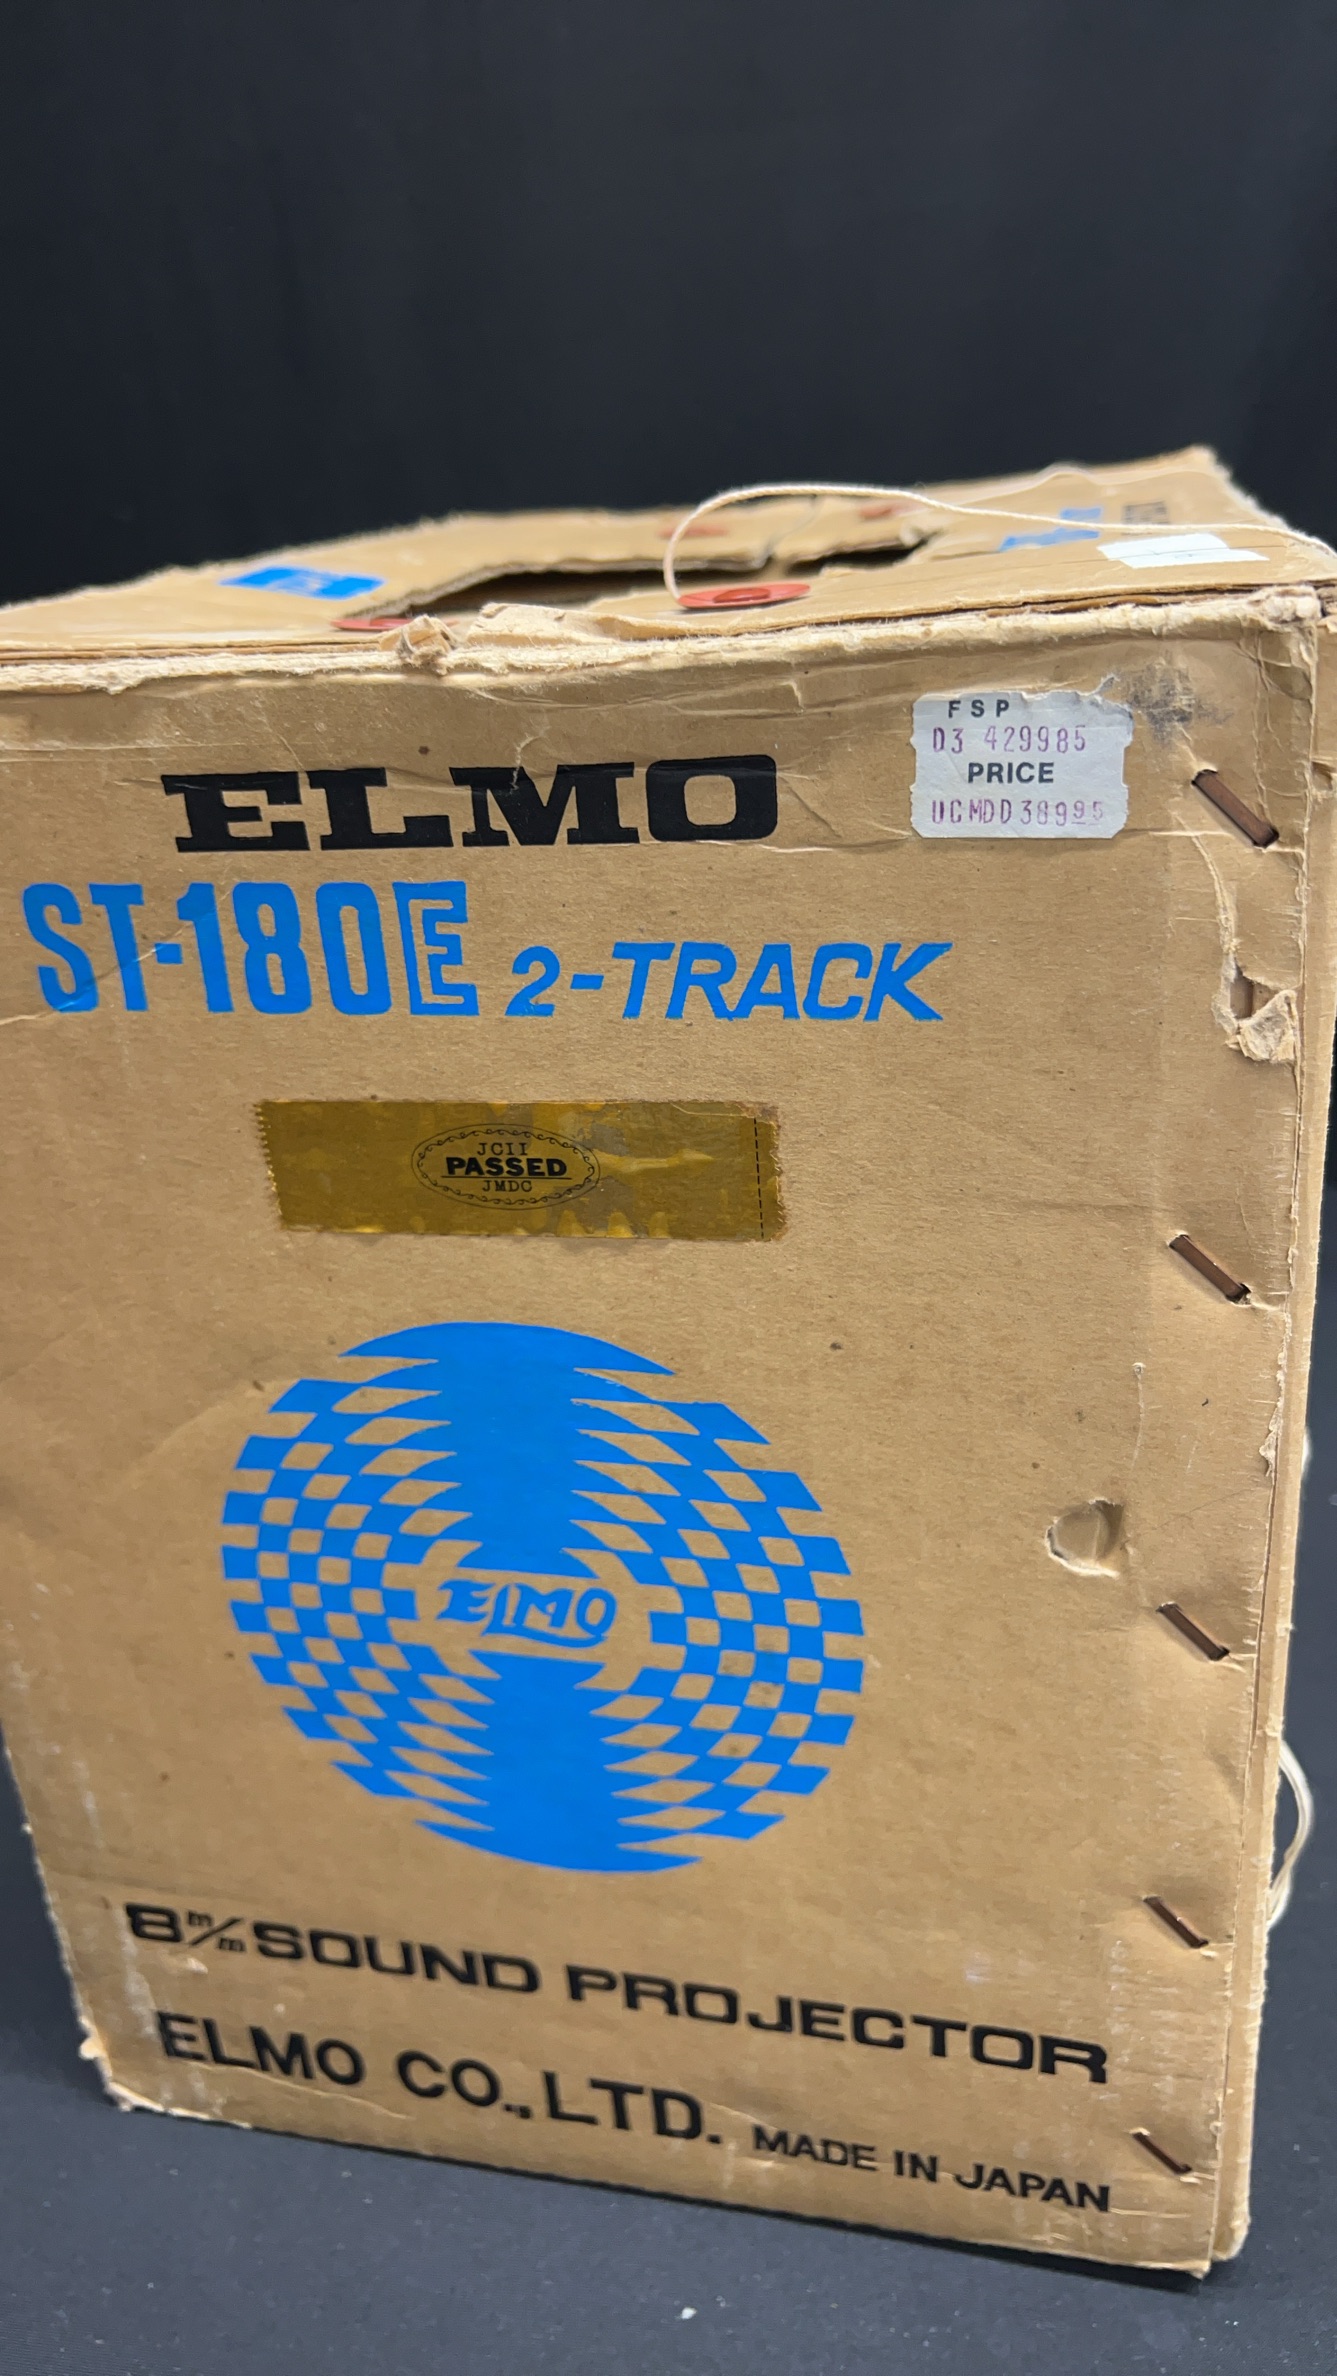 FSP
D3 429985
PRICE
UCMDD38995
ELMO
ST-180E 2-TRACK
JCII
PASSED
JMDC
ELMO
8m/m SOUND PROJECTOR
ELMO CO., LTD. MADE IN JAPAN